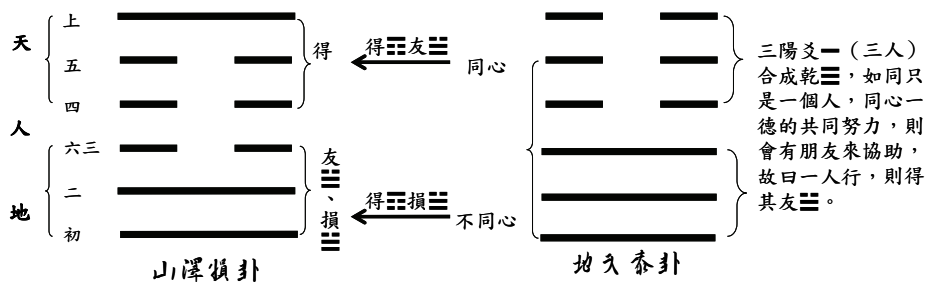 天
人
地
上
五
四
六三
二
初
得
友☱、損☱
山澤損卦
得☶友☱
同心
得☶損☱
不同心
地天泰卦
三陽爻━（三人）
合成乾☰，如同只
是一個人，同心一
德的共同努力，則
會有朋友來協助，
故曰一人行，則得
其友☱。